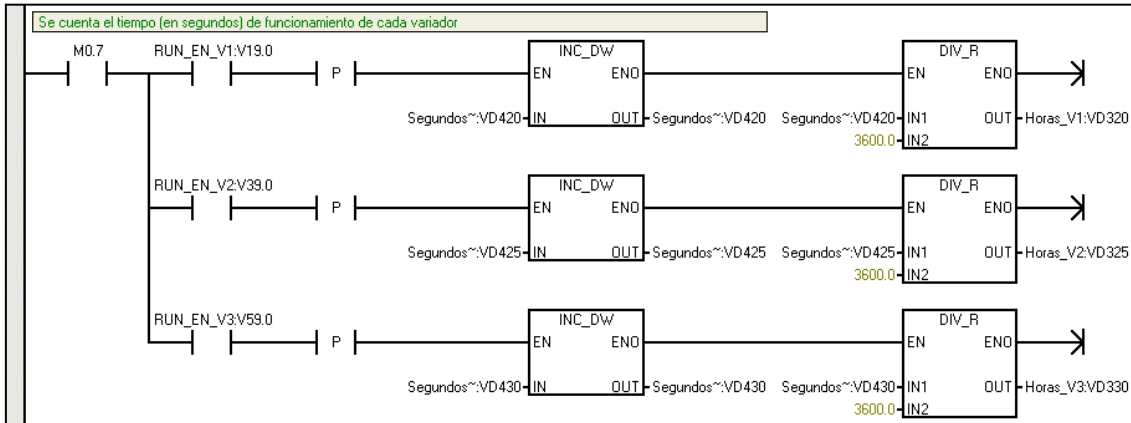 Se cuenta el tiempo (en segundos) de funcionamiento de cada variador
M0.7 RUN_EN_V1:V19.0 INC_DW DIV_R
P EN ENO EN ENO
Segundos~:VD420 IN OUT Segundos~:VD420 Segundos~:VD420 IN1 OUT Horas_V1:VD320
3600.0 IN2
RUN_EN_V2:V39.0 INC_DW DIV_R
P EN ENO EN ENO
Segundos~:VD425 IN OUT Segundos~:VD425 Segundos~:VD425 IN1 OUT Horas_V2:VD325
3600.0 IN2
RUN_EN_V3:V59.0 INC_DW DIV_R
P EN ENO EN ENO
Segundos~:VD430 IN OUT Segundos~:VD430 Segundos~:VD430 IN1 OUT Horas_V3:VD330
3600.0 IN2